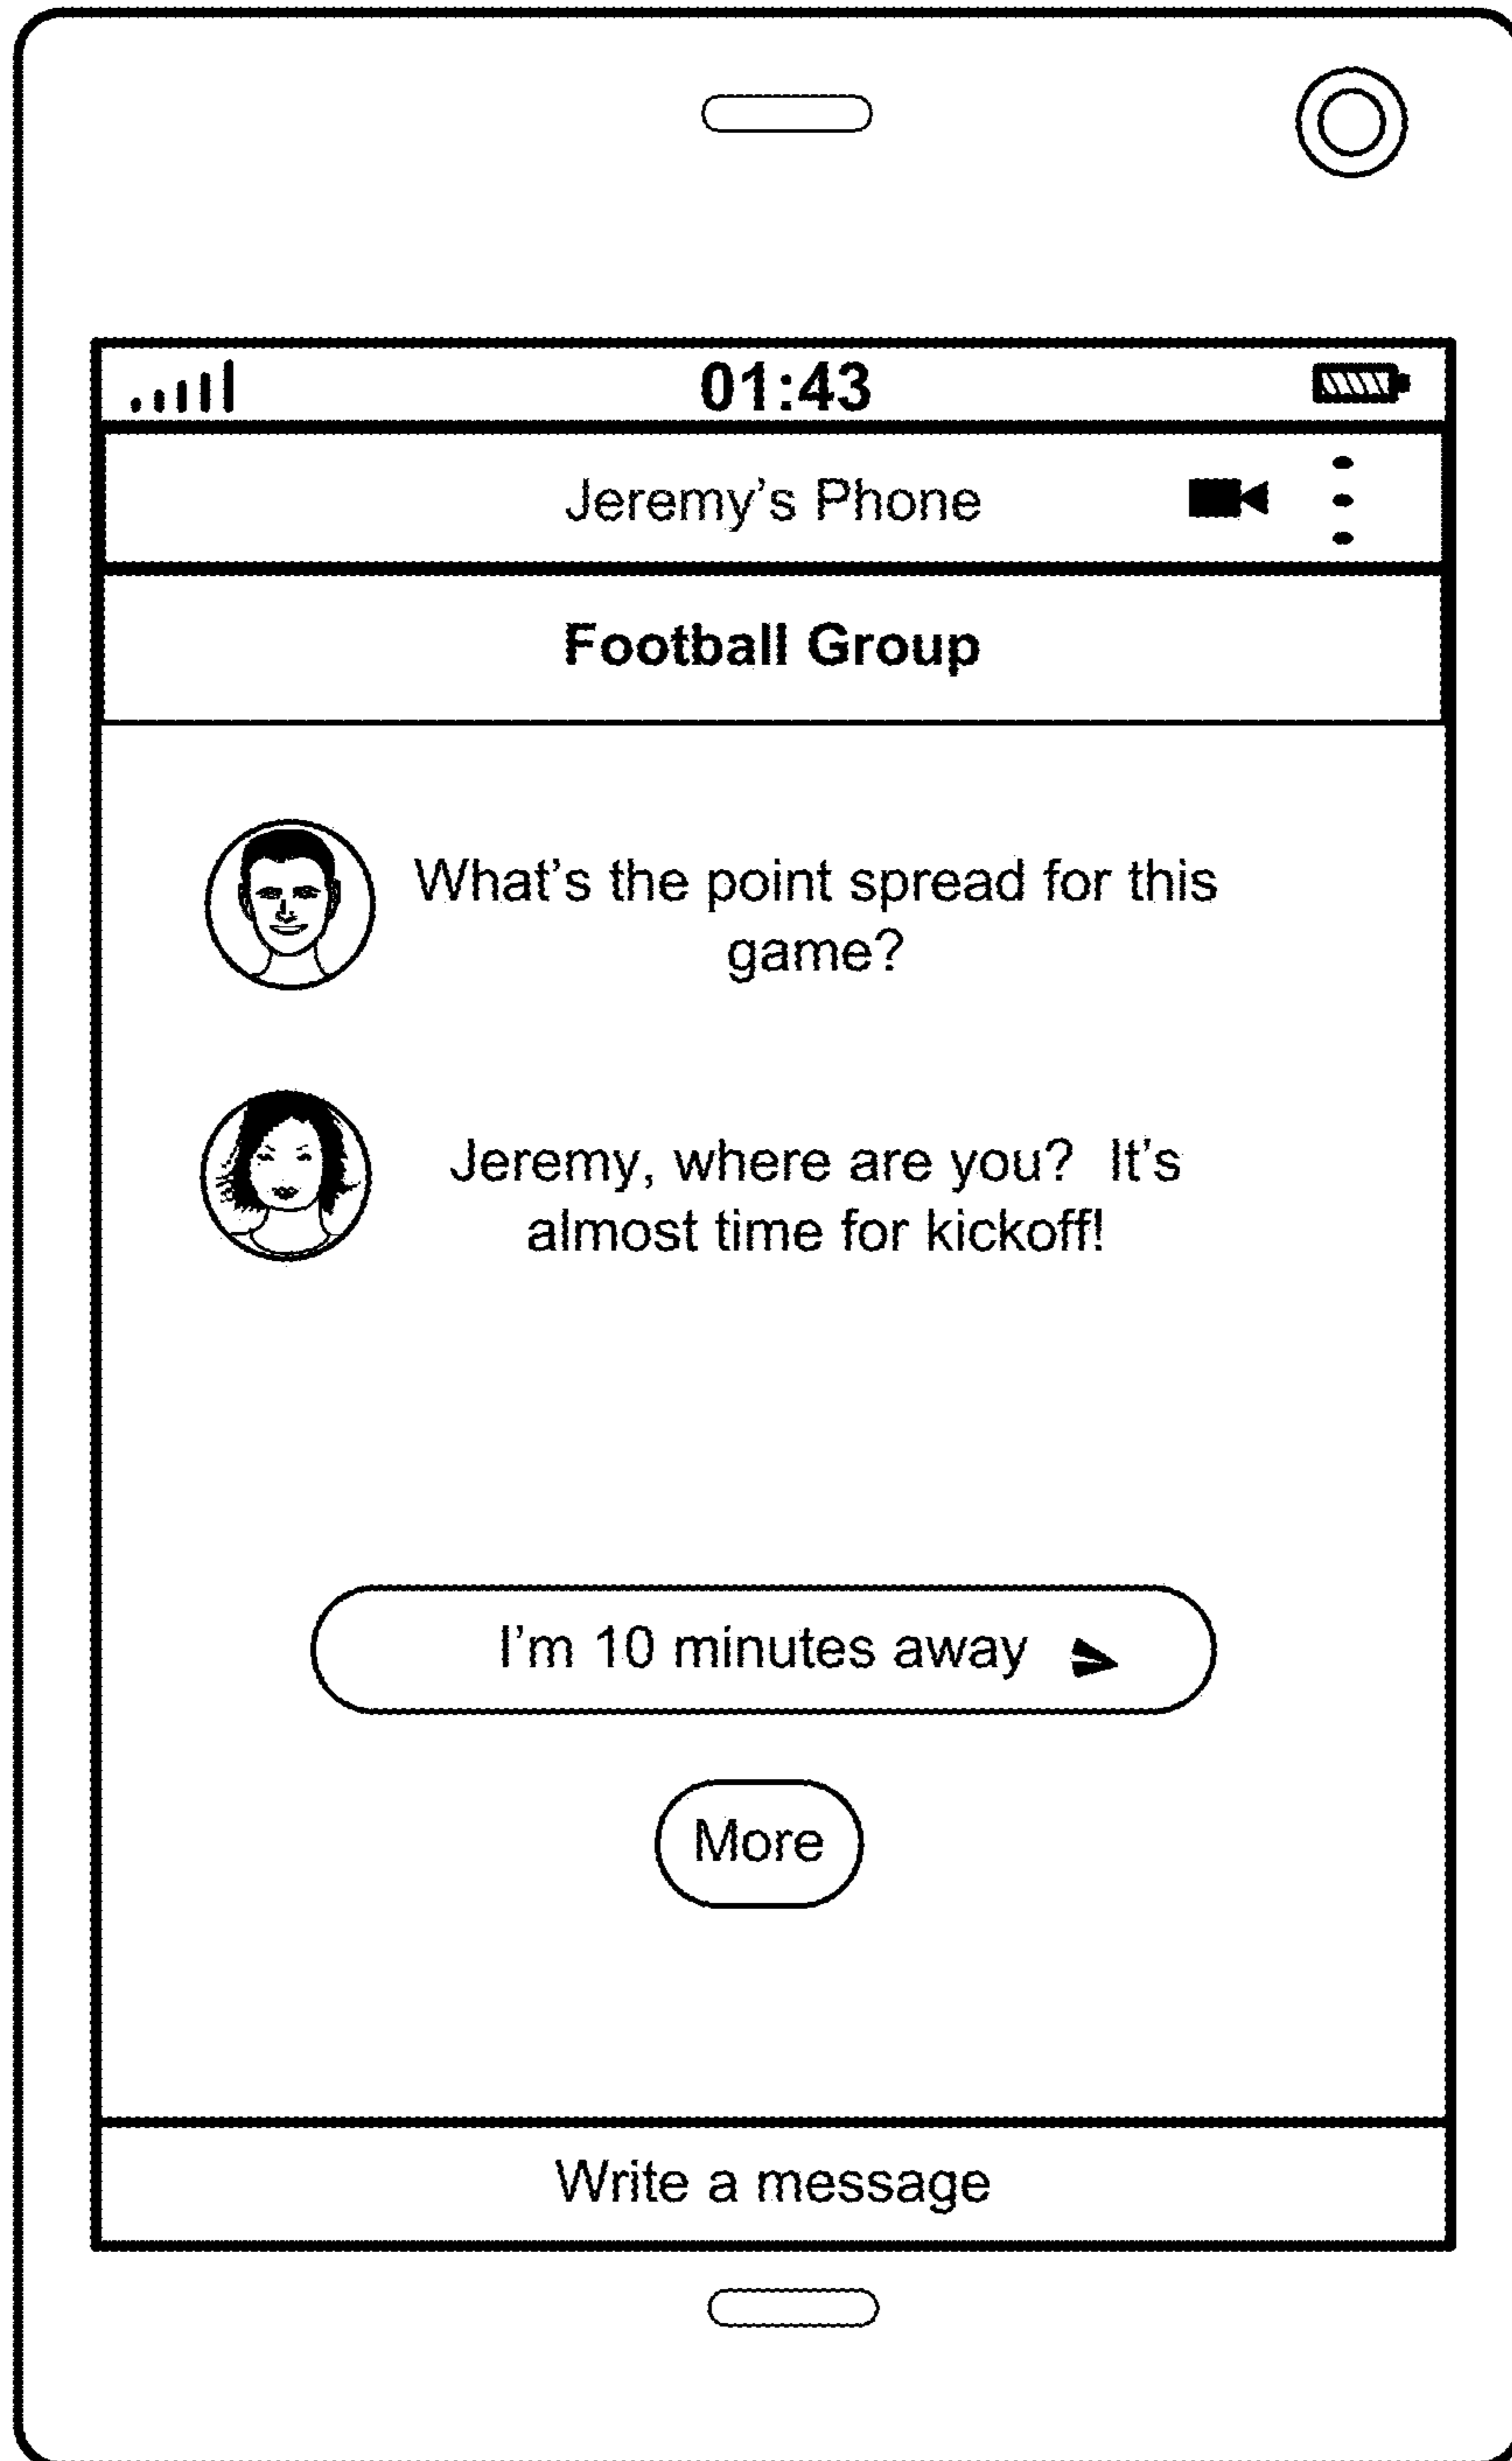 01:43
Jeremy's Phone
Football Group
What's the point spread for this
game?
Jeremy, where are you?  It's
almost time for kickoff!
I'm 10 minutes away
More
Write a message